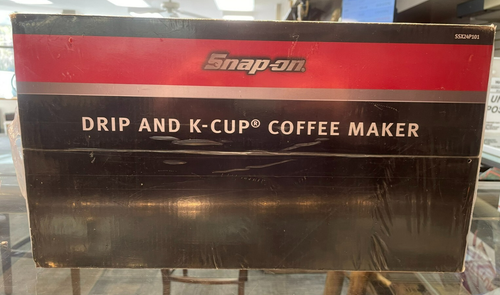 SSX24P101
Snap-on
DRIP AND K-CUP® COFFEE MAKER